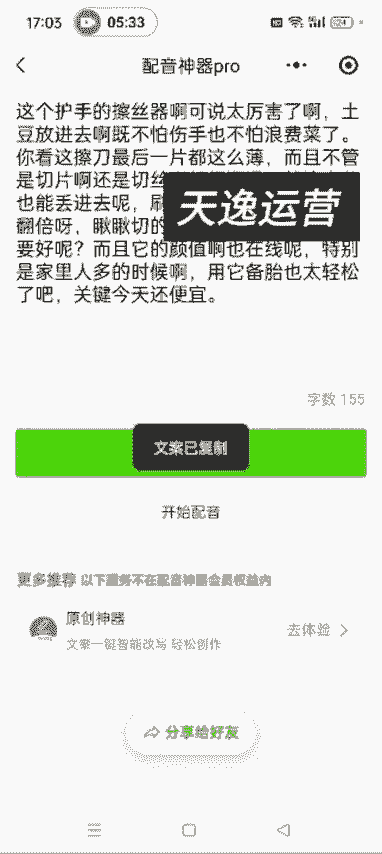 17:03
05:33
配音神器pro
这个护手的擦丝器啊可说太厉害了啊，土
豆放进去啊既不怕伤手也不怕浪费菜了。
你看这擦刀最后一片都这么薄，而且不管
是切片啊还是切丝
也能丢进去呢，刷
天逸运营
翻倍呀，瞅瞅切的
要好呢？而且它的颜值啊也在线呢，特别
是家里人多的时候啊，用它备胎也太轻松
了吧，关键今天还便宜。
字数 155
文案已复制
开始配音
更多推荐 以下服务不在配音神器会员权益内
原创神器
文案一键智能改写 轻松创作
去体验
分享给好友